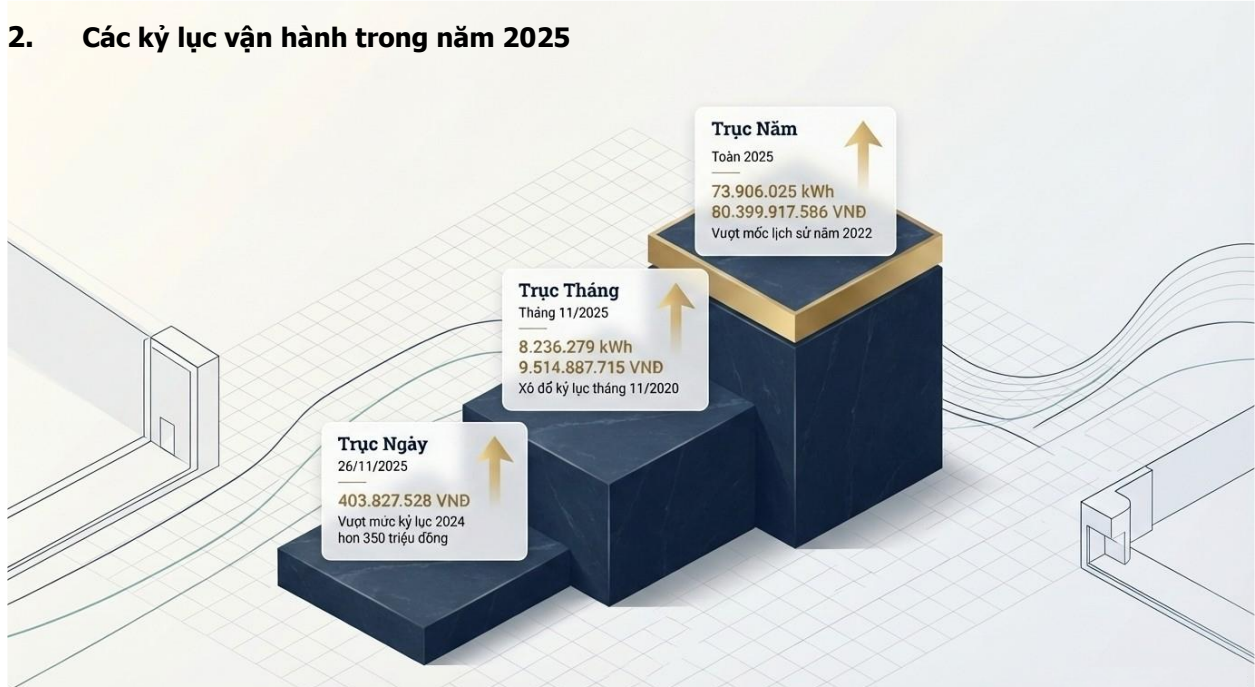 2. Các kỷ lục vận hành trong năm 2025
Trục Năm
Toàn 2025
73.906.025 kWh
80.399.917.586 VNĐ
Vượt mốc lịch sử năm 2022
Trục Tháng
Tháng 11/2025
8.236.279 kWh
9.514.887.715 VNĐ
Xô đổ kỷ lục tháng 11/2020
Trục Ngày
26/11/2025
403.827.528 VNĐ
Vượt mức kỷ lục 2024
hon 350 triệu đồng